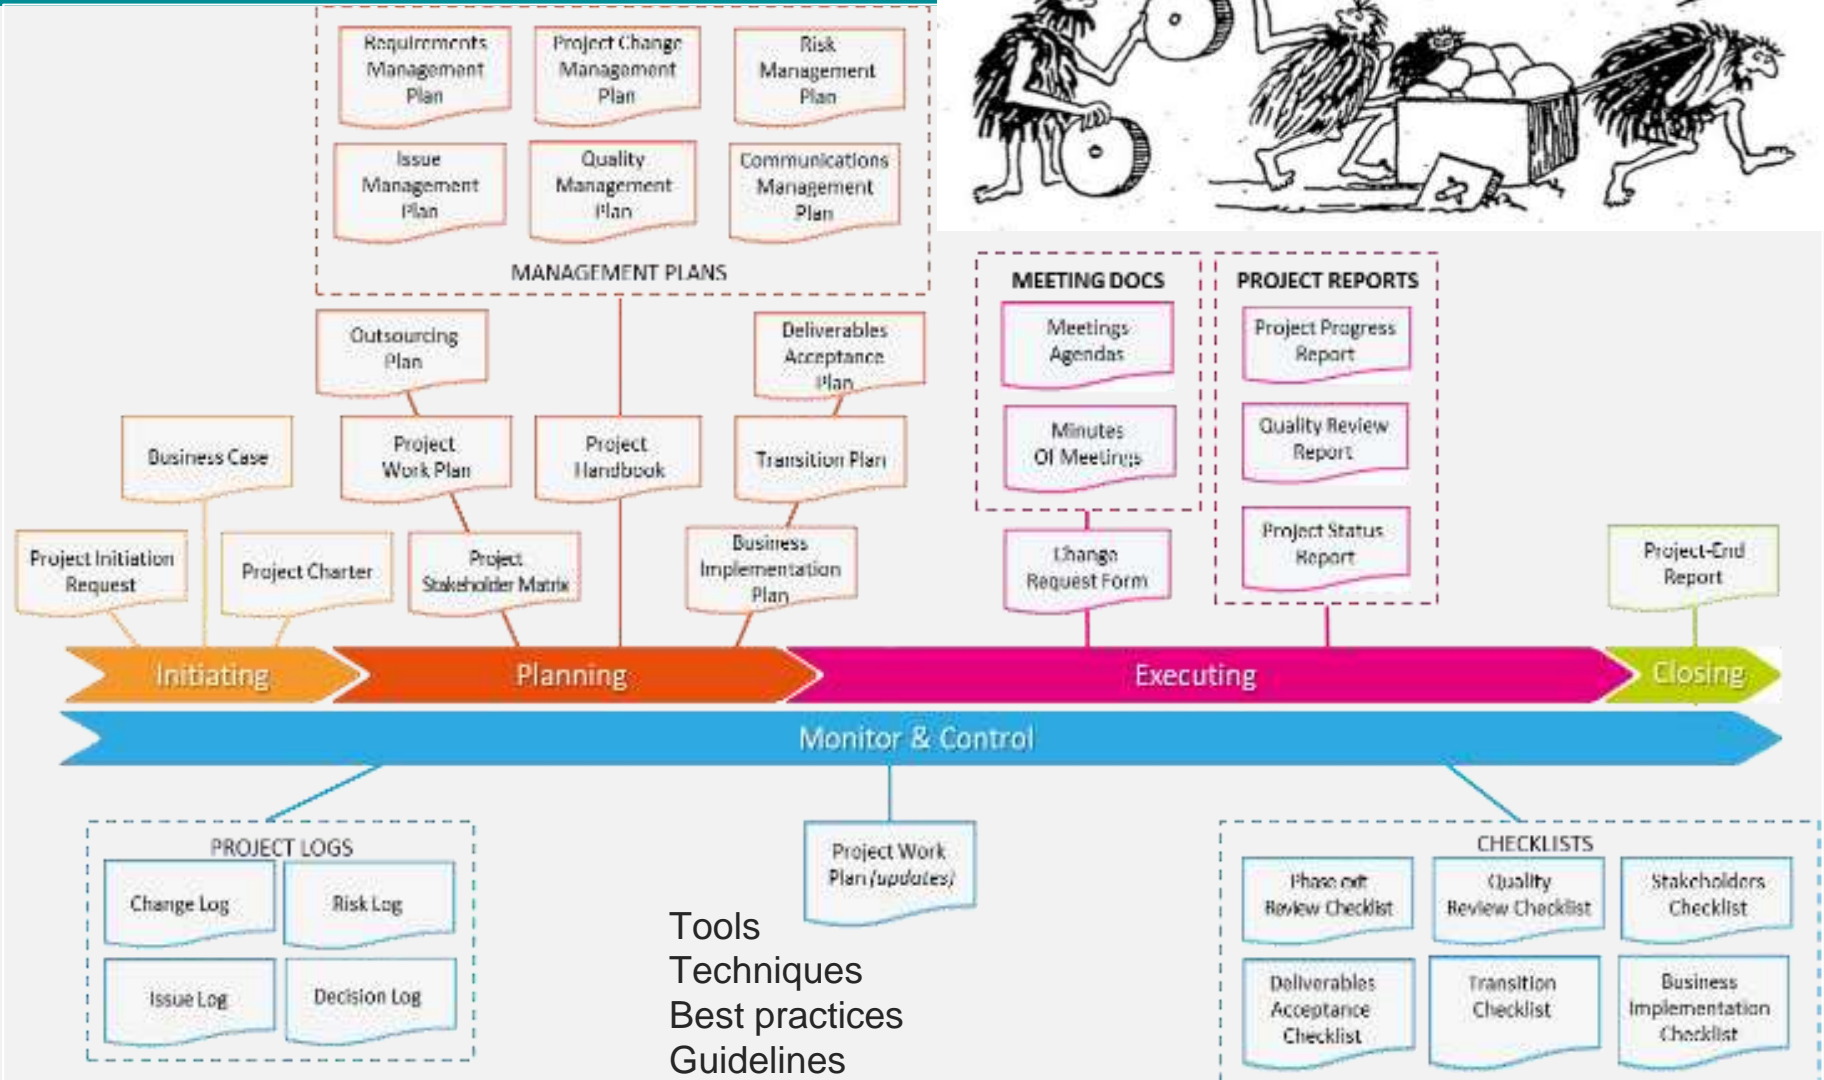 Requirements
Management
Plan
Project Change
Management
Plan
Risk
Management
Plan
Issue
Management
Plan
Quality
Management
Plan
Communications
Management
Plan
MANAGEMENT PLANS
Outsourcing
Plan
Deliverables
Acceptance
Plan
Business Case
Project
Work Plan
Project
Handbook
Transition Plan
Project Initiation
Request
Project Charter
Project
Stakeholder Matrix
Business
Implementation
Plan
MEETING DOCS
Meetings
Agendas
Minutes
Of Meetings
Change
Request Form
PROJECT REPORTS
Project Progress
Report
Quality Review
Report
Project Status
Report
Project-End
Report
Initiating
Planning
Executing
Closing
Monitor & Control
PROJECT LOGS
Change Log
Risk Log
Issue Log
Decision Log
Project Work
Plan (updates)
Tools
Techniques
Best practices
Guidelines
CHECKLISTS
Phase exit
Review Checklist
Quality
Review Checklist
Stakeholders
Checklist
Deliverables
Acceptance
Checklist
Transition
Checklist
Business
Implementation
Checklist